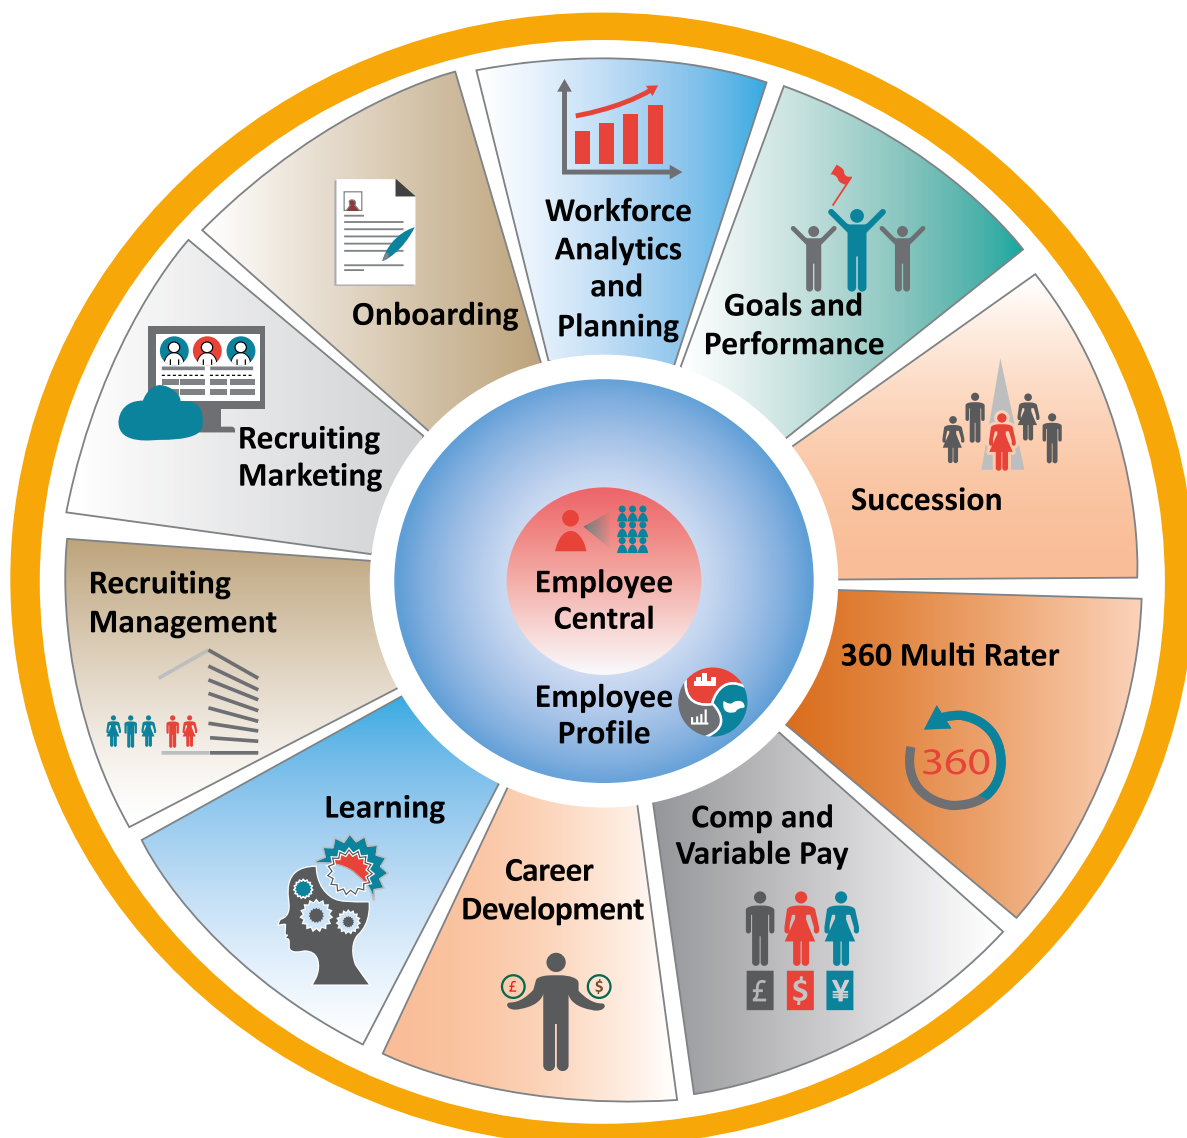 Workforce
Analytics
and
Planning
Goals and
Performance
Succession
360 Multi Rater
360
Comp and
Variable Pay
£ $ ¥
Career
Development
£ $
Learning
Recruiting
Management
Recruiting
Marketing
Onboarding
Employee
Central
Employee
Profile